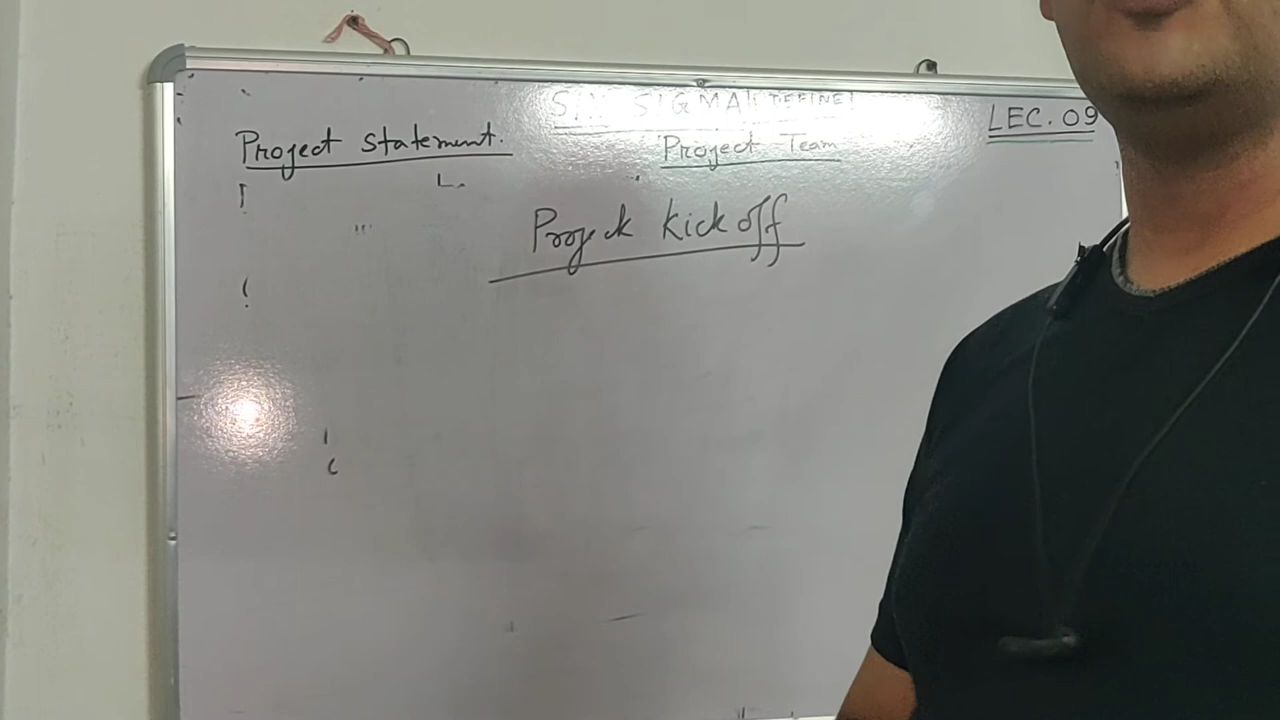 SIX SIGMA (DEFINE)
LEC. 09
Project Statement.
Project Team
Project kick off